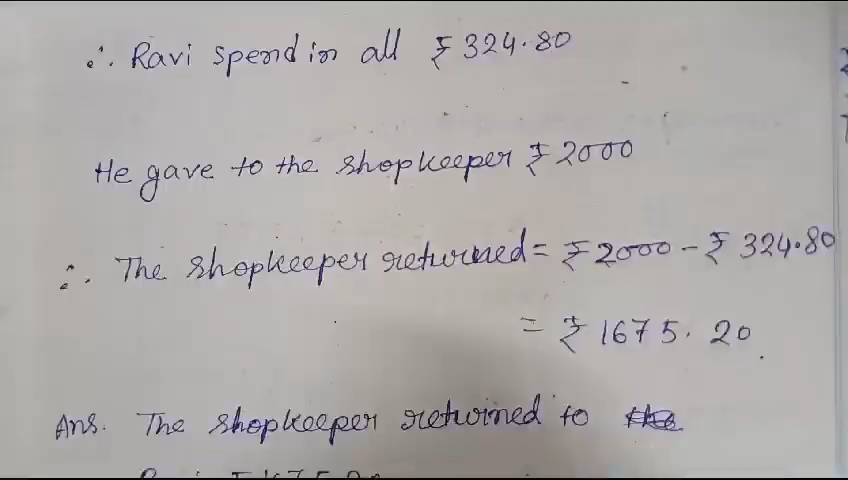 ∴ Ravi spend in all ₹ 324.80
He gave to the shopkeeper ₹ 2000
∴ The shopkeeper returned = ₹ 2000 - ₹ 324.80
= ₹ 1675.20
Ans. The shopkeeper returned to